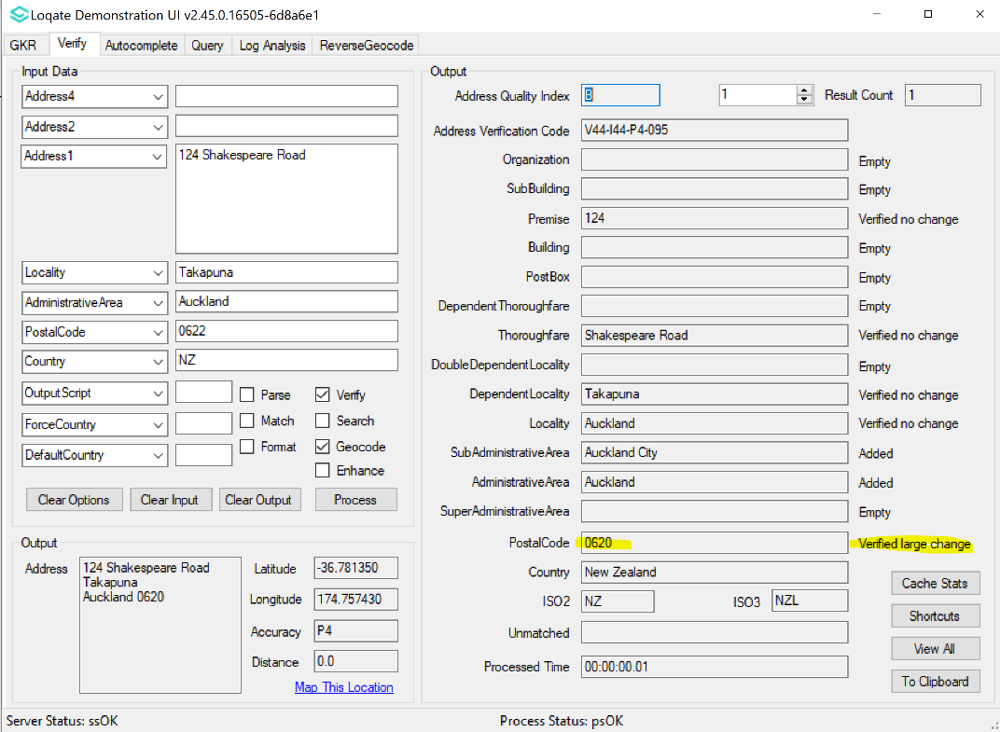 Loqate Demonstration UI v2.45.0.16505-6d8a6e1
GKR Verify Autocomplete Query Log Analysis ReverseGeocode
Input Data
Address4
Address2
Address1 124 Shakespeare Road
Locality Takapuna
AdministrativeArea Auckland
PostalCode 0622
Country NZ
OutputScript Parse Verify
ForceCountry Match Search
DefaultCountry Format Geocode
Enhance
Clear Options Clear Input Clear Output Process
Output
Address 124 Shakespeare Road
Takapuna
Auckland 0620
Latitude -36.781350
Longitude 174.757430
Accuracy P4
Distance 0.0
Map This Location
Output
Address Quality Index B 1 Result Count 1
Address Verification Code V44-I44-P4-095
Organization Empty
SubBuilding Empty
Premise 124 Verified no change
Building Empty
PostBox Empty
DependentThoroughfare Empty
Thoroughfare Shakespeare Road Verified no change
DoubleDependentLocality Empty
DependentLocality Takapuna Verified no change
Locality Auckland Verified no change
SubAdministrativeArea Auckland City Added
AdministrativeArea Auckland Added
SuperAdministrativeArea Empty
PostalCode 0620 Verified large change
Country New Zealand
ISO2 NZ ISO3 NZL
Unmatched
Processed Time 00:00:00.01
Cache Stats
Shortcuts
View All
To Clipboard
Server Status: ssOK Process Status: psOK